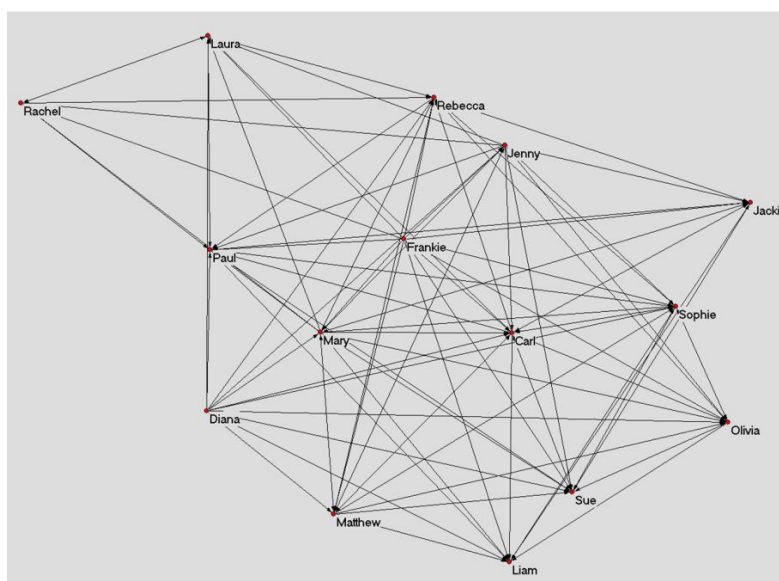 Laura
Rebecca
Rachel
Jenny
Jacki
Paul
Frankie
Sophie
Mary
Carl
Diana
Olivia
Sue
Matthew
Liam